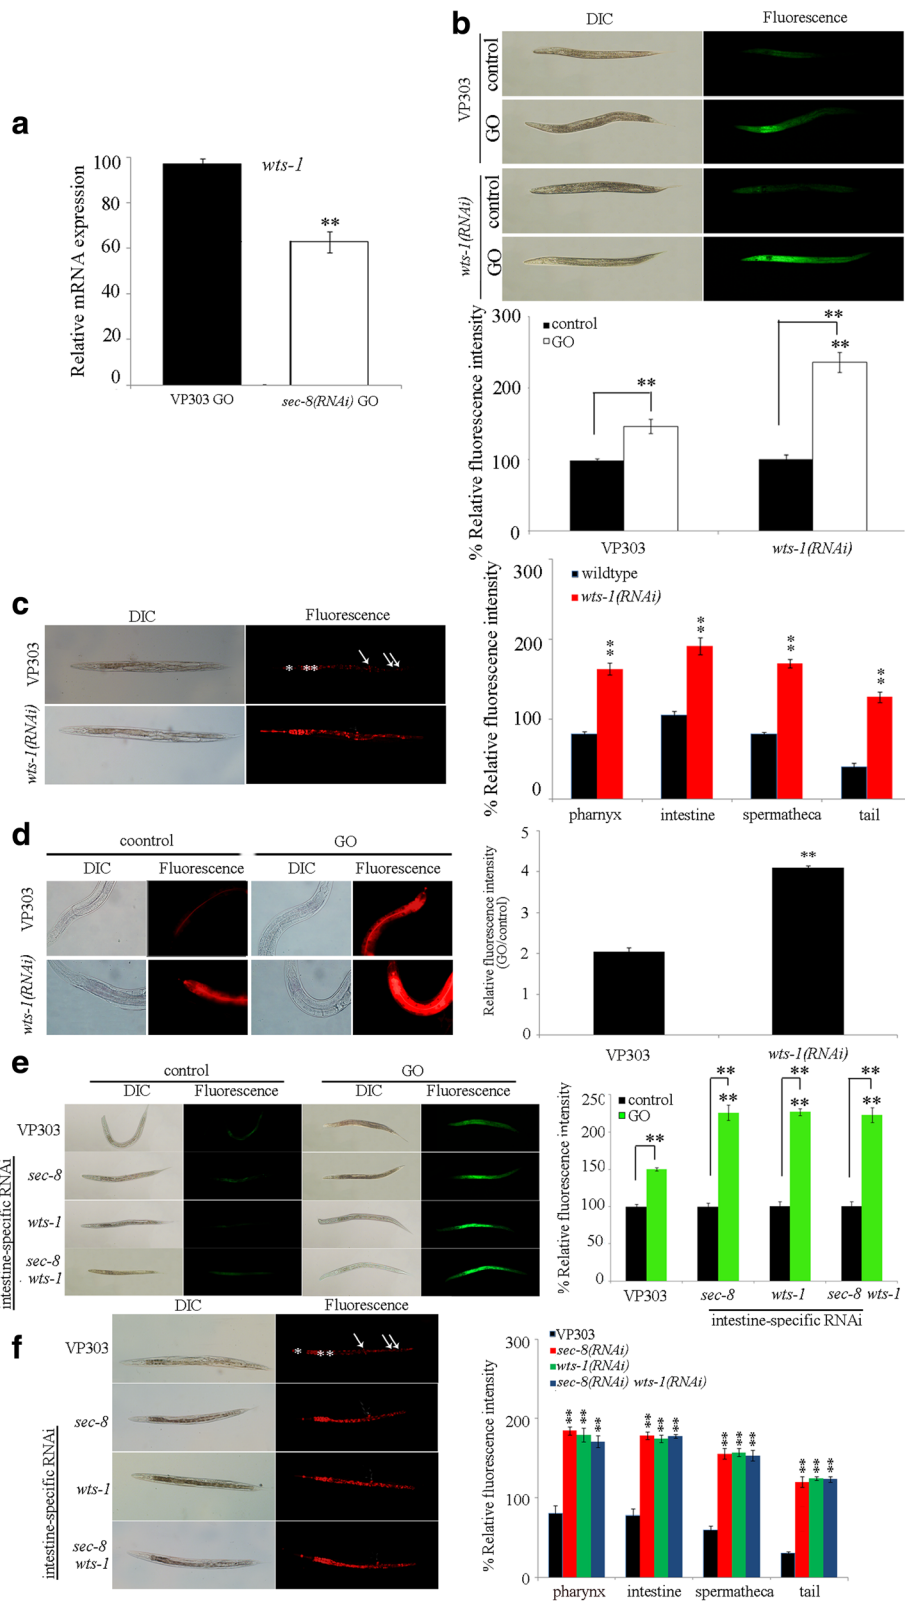 a
wts-1
Relative mRNA expression
100
80
60
40
20
0
**
VP303 GO
sec-8(RNAi) GO
b
DIC
Fluorescence
VP303
control
GO
wts-1(RNAi)
control
GO
% Relative fluorescence intensity
300
200
100
0
control
GO
**
**
**
VP303
wts-1(RNAi)
c
DIC
Fluorescence
VP303
*
**
wts-1(RNAi)
% Relative fluorescence intensity
300
200
100
0
wildtype
wts-1(RNAi)
**
**
**
**
pharnyx
intestine
spermatheca
tail
d
coontrol
GO
DIC
Fluorescence
DIC
Fluorescence
VP303
wts-1(RNAi)
Relative fluorescence intensity
(GO/control)
5
4
3
2
1
0
**
VP303
wts-1(RNAi)
e
control
GO
DIC
Fluorescence
DIC
Fluorescence
VP303
intestine-specific RNAi
sec-8
wts-1
sec-8
wts-1
% Relative fluorescence intensity
250
200
150
100
50
0
control
GO
**
**
**
**
**
**
**
VP303
sec-8
wts-1
sec-8 wts-1
intestine-specific RNAi
f
DIC
Fluorescence
VP303
*
**
intestine-specific RNAi
sec-8
wts-1
sec-8
wts-1
% Relative fluorescence intensity
300
200
100
0
VP303
sec-8(RNAi)
wts-1(RNAi)
sec-8(RNAi) wts-1(RNAi)
** ** **
** ** **
** ** **
** ** **
pharynx
intestine
spermatheca
tail